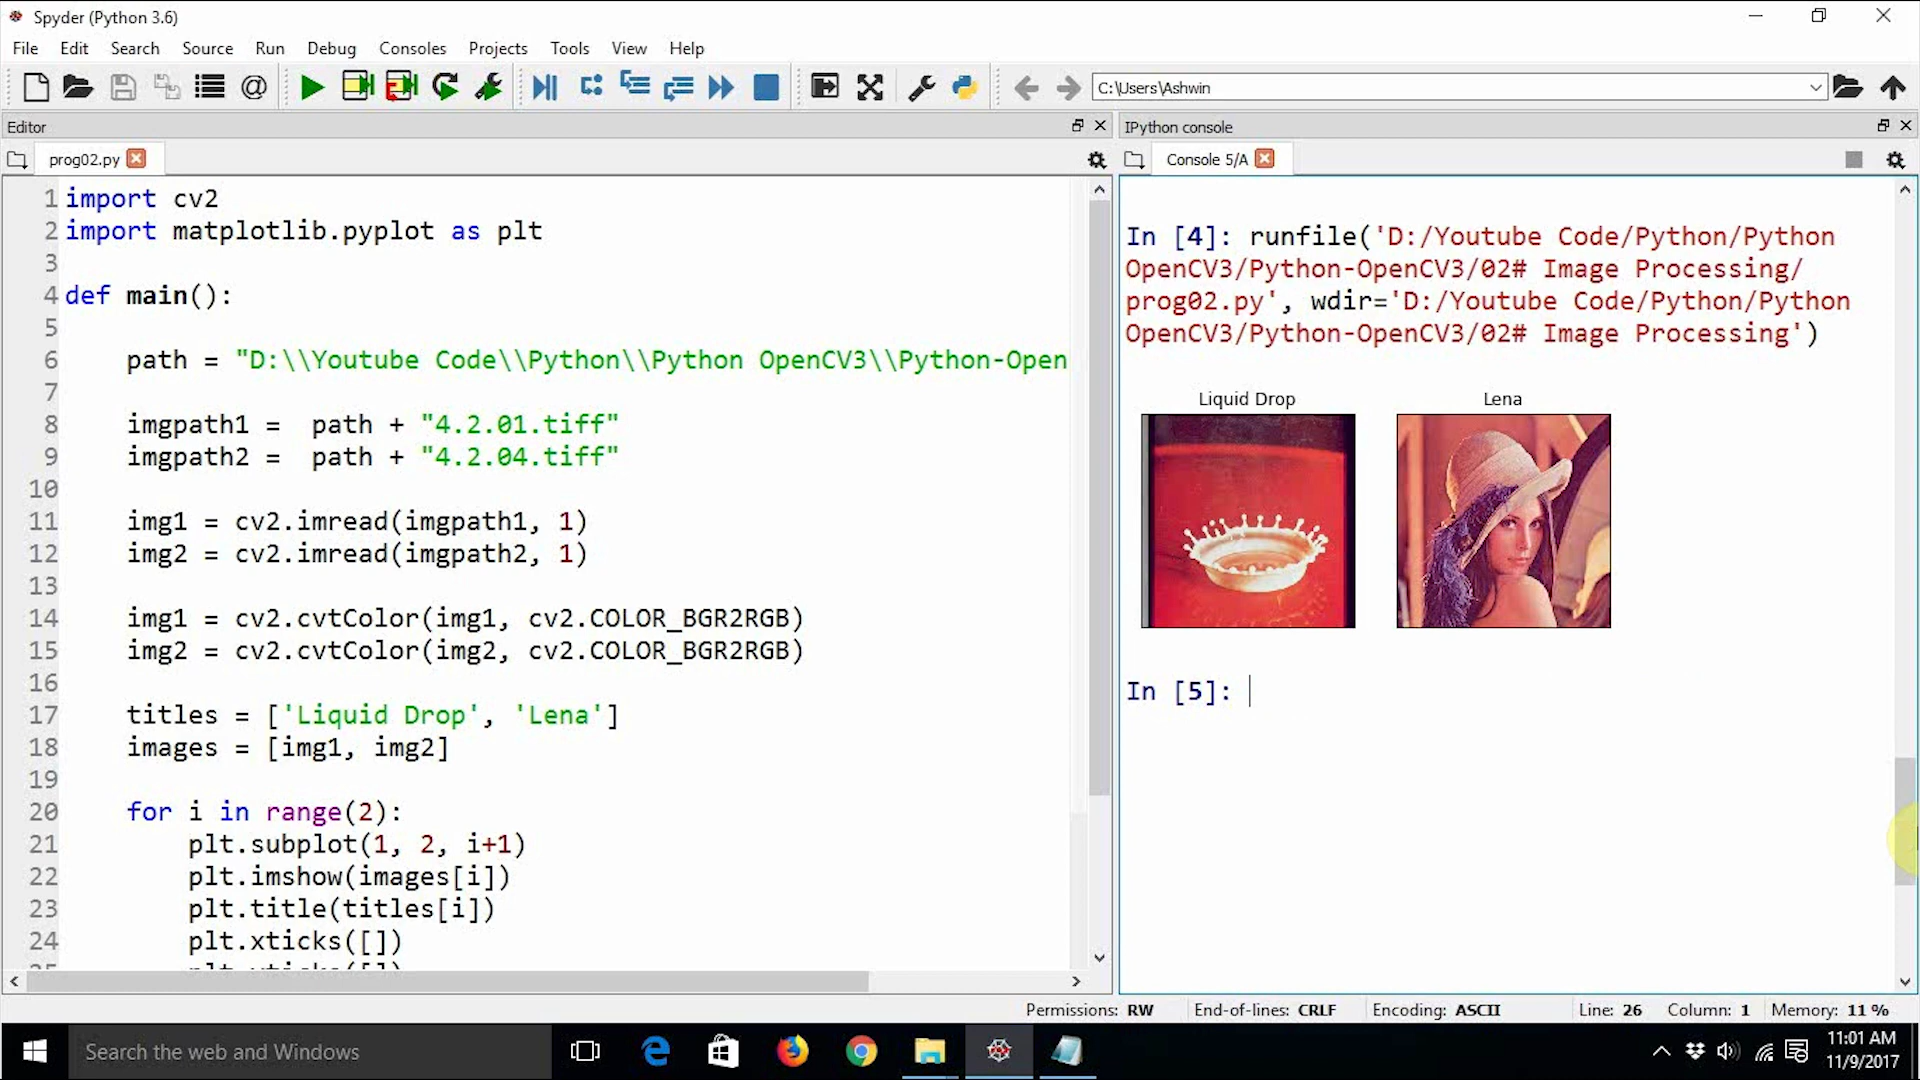 Spyder (Python 3.6)
File Edit Search Source Run Debug Consoles Projects Tools View Help
C:\Users\Ashwin
Editor
prog02.py
1 import cv2
2 import matplotlib.pyplot as plt
3
4 def main():
5
6     path = "D:\\Youtube Code\\Python\\Python OpenCV3\\Python-Open
7
8     imgpath1 =  path + "4.2.01.tiff"
9     imgpath2 =  path + "4.2.04.tiff"
10
11     img1 = cv2.imread(imgpath1, 1)
12     img2 = cv2.imread(imgpath2, 1)
13
14     img1 = cv2.cvtColor(img1, cv2.COLOR_BGR2RGB)
15     img2 = cv2.cvtColor(img2, cv2.COLOR_BGR2RGB)
16
17     titles = ['Liquid Drop', 'Lena']
18     images = [img1, img2]
19
20     for i in range(2):
21         plt.subplot(1, 2, i+1)
22         plt.imshow(images[i])
23         plt.title(titles[i])
24         plt.xticks([])
IPython console
Console 5/A
In [4]: runfile('D:/Youtube Code/Python/Python
OpenCV3/Python-OpenCV3/02# Image Processing/
prog02.py', wdir='D:/Youtube Code/Python/Python
OpenCV3/Python-OpenCV3/02# Image Processing')
Liquid Drop Lena
In [5]:
Permissions: RW End-of-lines: CRLF Encoding: ASCII Line: 26 Column: 1 Memory: 11 %
Search the web and Windows
11:01 AM
11/9/2017